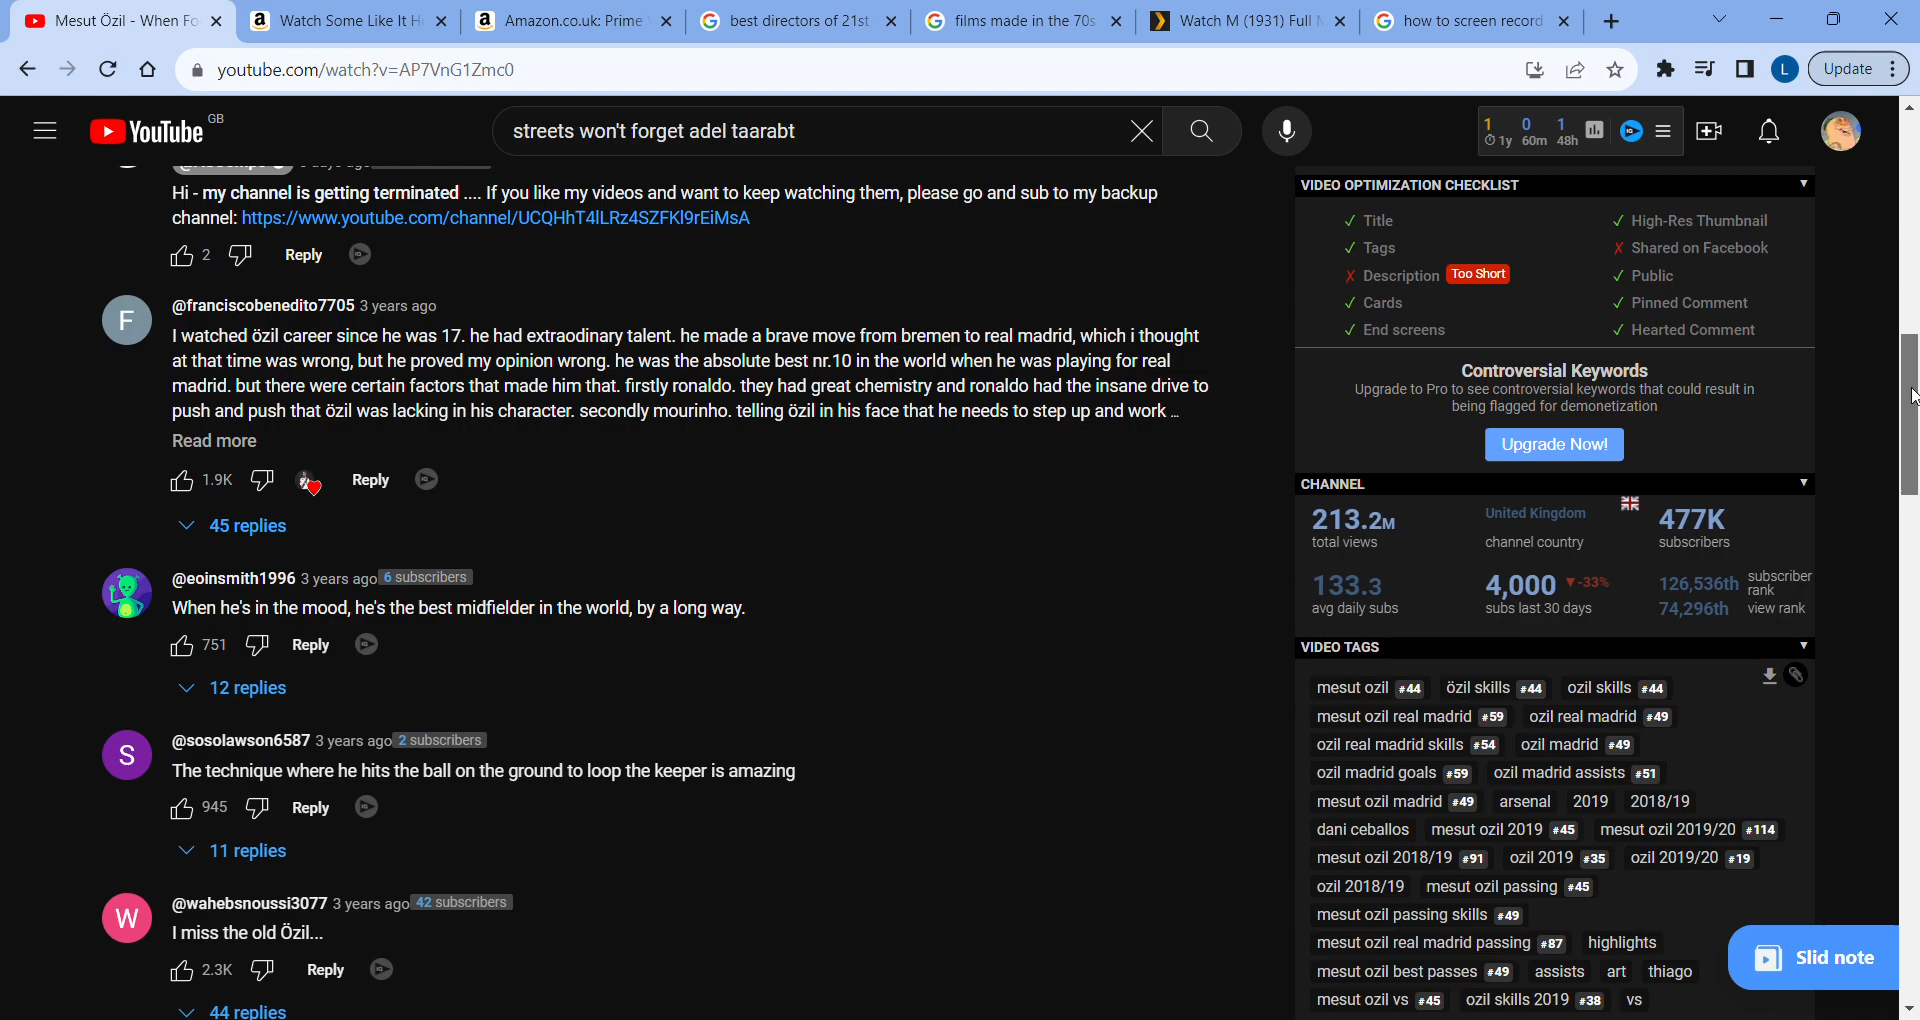 Mesut Özil - When Fo
Watch Some Like It H
Amazon.co.uk: Prime
best directors of 21st
films made in the 70s
Watch M (1931) Full
how to screen record
youtube.com/watch?v=AP7VnG1Zmc0
L
Update
YouTube GB
streets won't forget adel taarabt
1 0 1
1y 60m 48h
Hi - my channel is getting terminated .... If you like my videos and want to keep watching them, please go and sub to my backup
channel: https://www.youtube.com/channel/UCQHhT4lLRz4SZFKl9rEiMsA
2 Reply
F
@franciscobenedito7705 3 years ago
I watched özil career since he was 17. he had extraodinary talent. he made a brave move from bremen to real madrid, which i thought
at that time was wrong, but he proved my opinion wrong. he was the absolute best nr.10 in the world when he was playing for real
madrid. but there were certain factors that made him that. firstly ronaldo. they had great chemistry and ronaldo had the insane drive to
push and push that özil was lacking in his character. secondly mourinho. telling özil in his face that he needs to step up and work ...
Read more
1.9K Reply
45 replies
@eoinsmith1996 3 years ago 6 subscribers
When he's in the mood, he's the best midfielder in the world, by a long way.
751 Reply
12 replies
S
@sosolawson6587 3 years ago 2 subscribers
The technique where he hits the ball on the ground to loop the keeper is amazing
945 Reply
11 replies
W
@wahebsnoussi3077 3 years ago 42 subscribers
I miss the old Özil...
2.3K Reply
44 replies
VIDEO OPTIMIZATION CHECKLIST
✓ Title ✓ High-Res Thumbnail
✓ Tags ✗ Shared on Facebook
✗ Description Too Short ✓ Public
✓ Cards ✓ Pinned Comment
✓ End screens ✓ Hearted Comment
Controversial Keywords
Upgrade to Pro to see controversial keywords that could result in
being flagged for demonetization
Upgrade Now!
CHANNEL
213.2M United Kingdom 477K
total views channel country subscribers
133.3 4,000 ▼-33% 126,536th subscriber rank
avg daily subs subs last 30 days 74,296th view rank
VIDEO TAGS
mesut ozil #44 özil skills #44 ozil skills #44
mesut ozil real madrid #59 ozil real madrid #49
ozil real madrid skills #54 ozil madrid #49
ozil madrid goals #59 ozil madrid assists #51
mesut ozil madrid #49 arsenal 2019 2018/19
dani ceballos mesut ozil 2019 #45 mesut ozil 2019/20 #114
mesut ozil 2018/19 #91 ozil 2019 #35 ozil 2019/20 #19
ozil 2018/19 mesut ozil passing #45
mesut ozil passing skills #49
mesut ozil real madrid passing #87 highlights
mesut ozil best passes #49 assists art thiago
mesut ozil vs #45 ozil skills 2019 #38 vs
Slid note